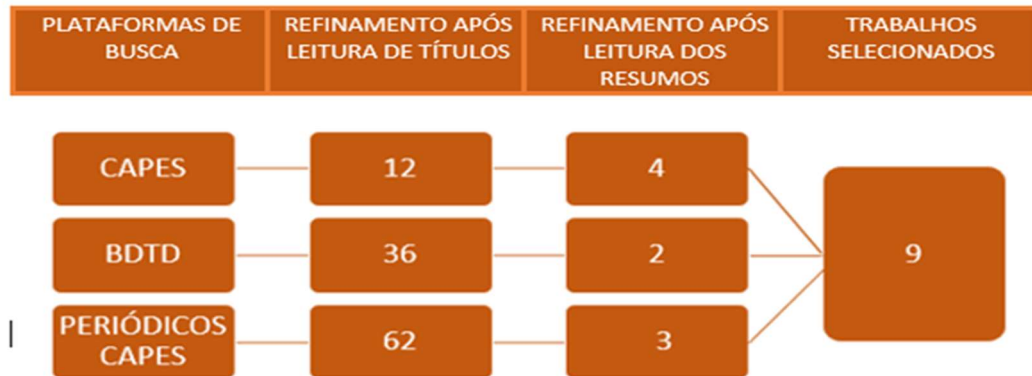 PLATAFORMAS DE
BUSCA
REFINAMENTO APÓS
LEITURA DE TÍTULOS
REFINAMENTO APÓS
LEITURA DOS
RESUMOS
TRABALHOS
SELECIONADOS
CAPES
12
4
BDTD
36
2
9
PERIÓDICOS
CAPES
62
3